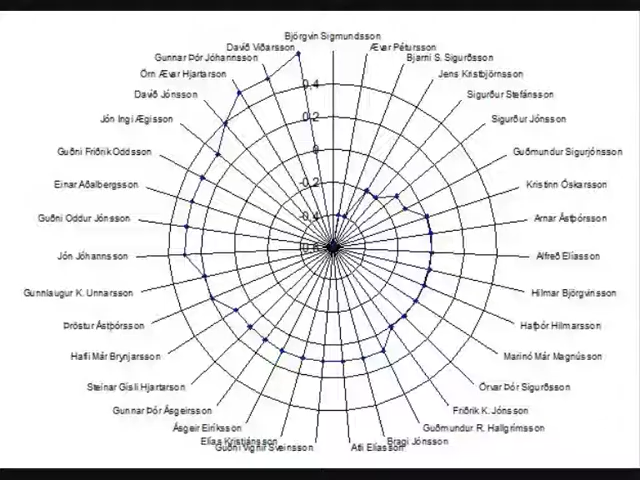 Björgvin Sigmundsson
Ævar Pétursson
Bjarni S. Sigurðsson
Jens Kristbjörnsson
Sigurður Stefánsson
Sigurður Jónsson
Guðmundur Sigurjónsson
Kristinn Óskarsson
Arnar Ástþórsson
Alfreð Elíasson
Hilmar Björgvinsson
Hafþór Hilmarsson
Marinó Már Magnússon
Örvar Þór Sigurðsson
Friðrik K. Jónsson
Guðmundur R. Hallgrímsson
Bragi Jónsson
Atli Elíasson
Guðni Vignir Sveinsson
Elías Kristjánsson
Ásgeir Eiríksson
Gunnar Þór Ásgeirsson
Steinar Gísli Hjartarson
Hafli Már Brynjarsson
Þröstur Ástþórsson
Gunnlaugur K. Unnarsson
Jón Jóhannsson
Guðni Oddur Jónsson
Einar Aðalbergsson
Guðni Friðrik Oddsson
Jón Ingi Ægisson
Davíð Jónsson
Örn Ævar Hjartarson
Gunnar Þór Jóhannsson
Davíð Viðarsson
0,4
0,2
0
-0,2
-0,4